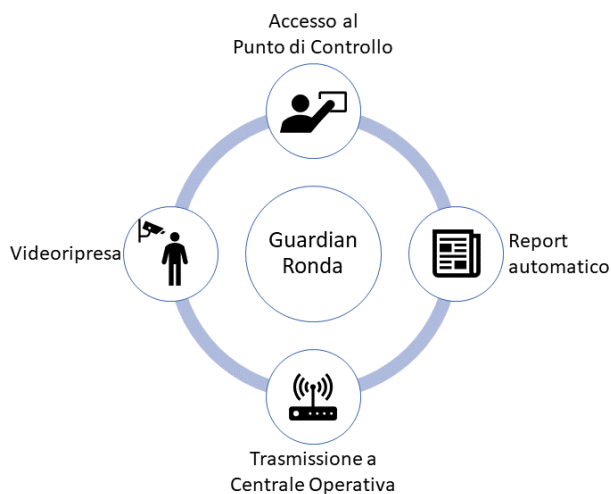 Accesso al
Punto di Controllo
Videoripresa
Guardian
Ronda
Report
automatico
Trasmissione a
Centrale Operativa